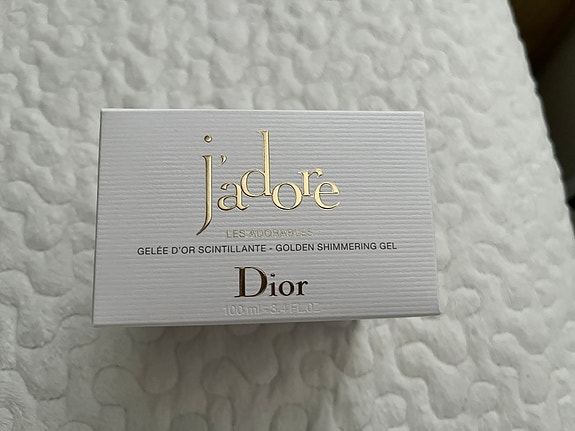 j'adore
LES ADORABLES
GELÉE D'OR SCINTILLANTE - GOLDEN SHIMMERING GEL
Dior
100 ml - 3.4 FL.OZ